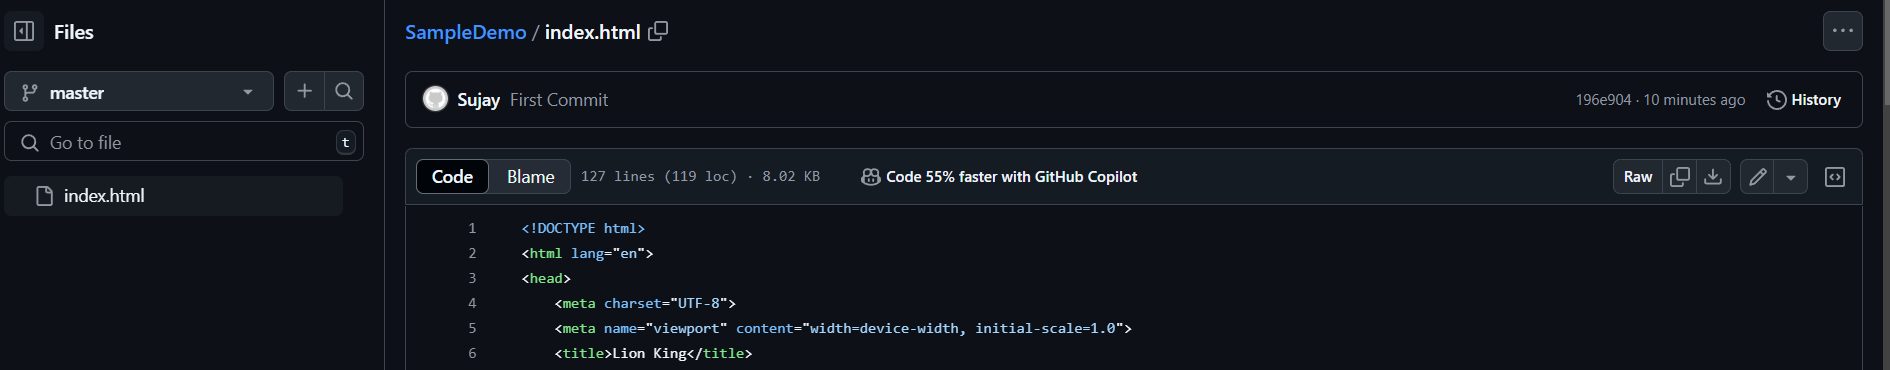 Files
master
Go to file
t
index.html
SampleDemo / index.html
Sujay First Commit 196e904 · 10 minutes ago History
Code Blame 127 lines (119 loc) · 8.02 KB Code 55% faster with GitHub Copilot Raw
1 <!DOCTYPE html>
2 <html lang="en">
3 <head>
4 <meta charset="UTF-8">
5 <meta name="viewport" content="width=device-width, initial-scale=1.0">
6 <title>Lion King</title>